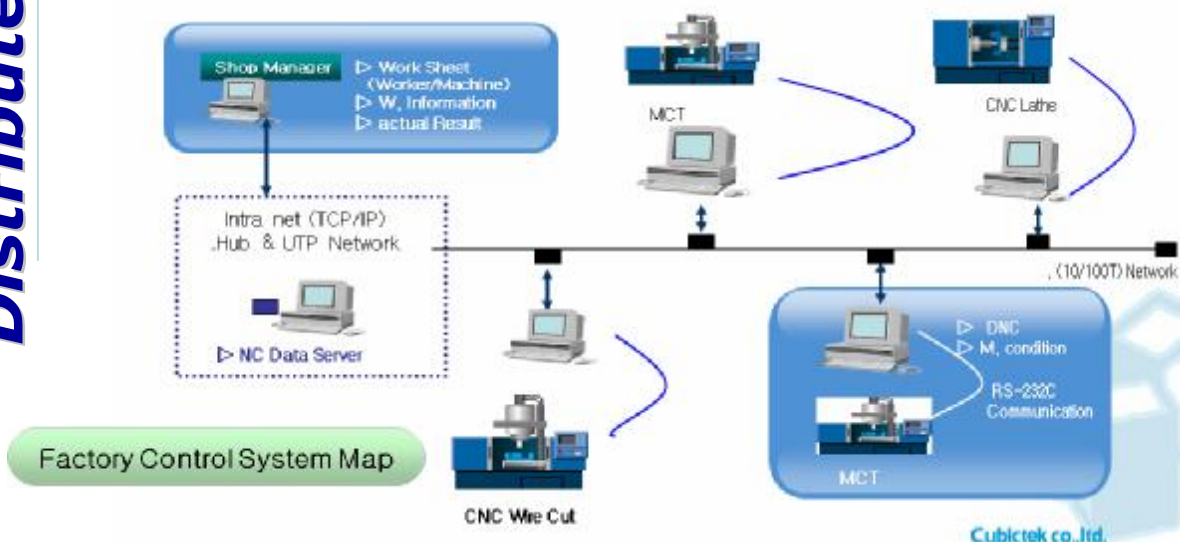 Distribute
Shop Manager
▷ Work Sheet
(Worker/Machine)
▷ W, Information
▷ actual Result
MCT
CNC Lathe
Intra net (TCP/IP)
.Hub & UTP Network
▷ NC Data Server
, (10/100T) Network
▷ DNC
▷ M, condition
RS-232C
Communication
MCT
Factory Control System Map
CNC Wire Cut
Cubictek co.,ltd.